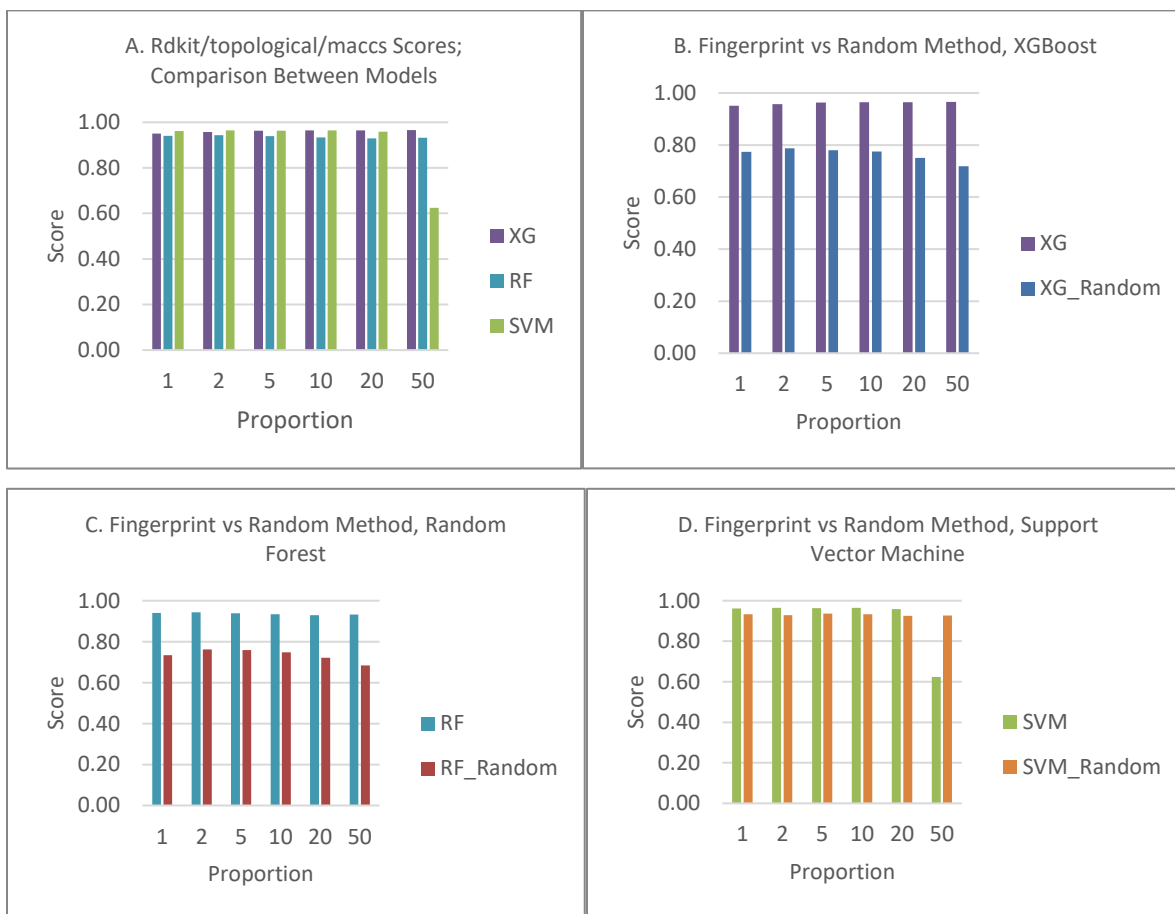 A. Rdkit/topological/maccs Scores;
Comparison Between Models
1.00
0.80
0.60
0.40
0.20
0.00
Score
1 2 5 10 20 50
Proportion
XG
RF
SVM
B. Fingerprint vs Random Method, XGBoost
1.00
0.80
0.60
0.40
0.20
0.00
Score
1 2 5 10 20 50
Proportion
XG
XG_Random
C. Fingerprint vs Random Method, Random
Forest
1.00
0.80
0.60
0.40
0.20
0.00
Score
1 2 5 10 20 50
Proportion
RF
RF_Random
D. Fingerprint vs Random Method, Support
Vector Machine
1.00
0.80
0.60
0.40
0.20
0.00
Score
1 2 5 10 20 50
Proportion
SVM
SVM_Random